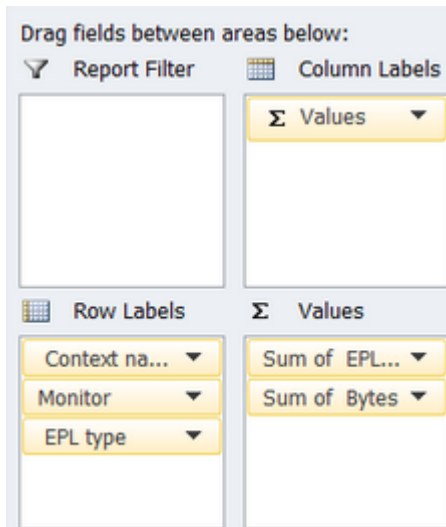 Drag fields between areas below:
Report Filter
Column Labels
Σ Values
Row Labels
Σ Values
Context na...
Monitor
EPL type
Sum of EPL...
Sum of Bytes